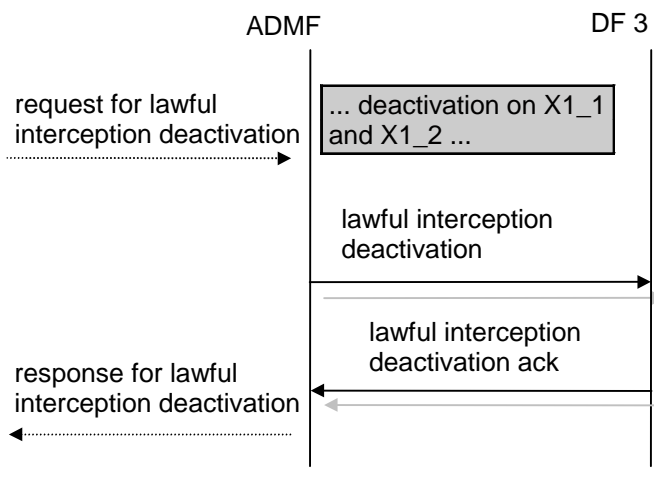 ADMF
DF 3
request for lawful
interception deactivation
... deactivation on X1_1
and X1_2 ...
lawful interception
deactivation
lawful interception
deactivation ack
response for lawful
interception deactivation